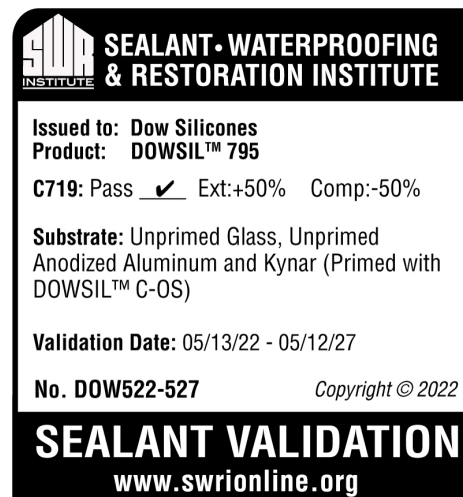 SWR
INSTITUTE
SEALANT • WATERPROOFING
& RESTORATION INSTITUTE
Issued to: Dow Silicones
Product: DOWSIL™ 795
C719: Pass ✔ Ext:+50% Comp:-50%
Substrate: Unprimed Glass, Unprimed
Anodized Aluminum and Kynar (Primed with
DOWSIL™ C-OS)
Validation Date: 05/13/22 - 05/12/27
No. DOW522-527 Copyright © 2022
SEALANT VALIDATION
www.swrionline.org